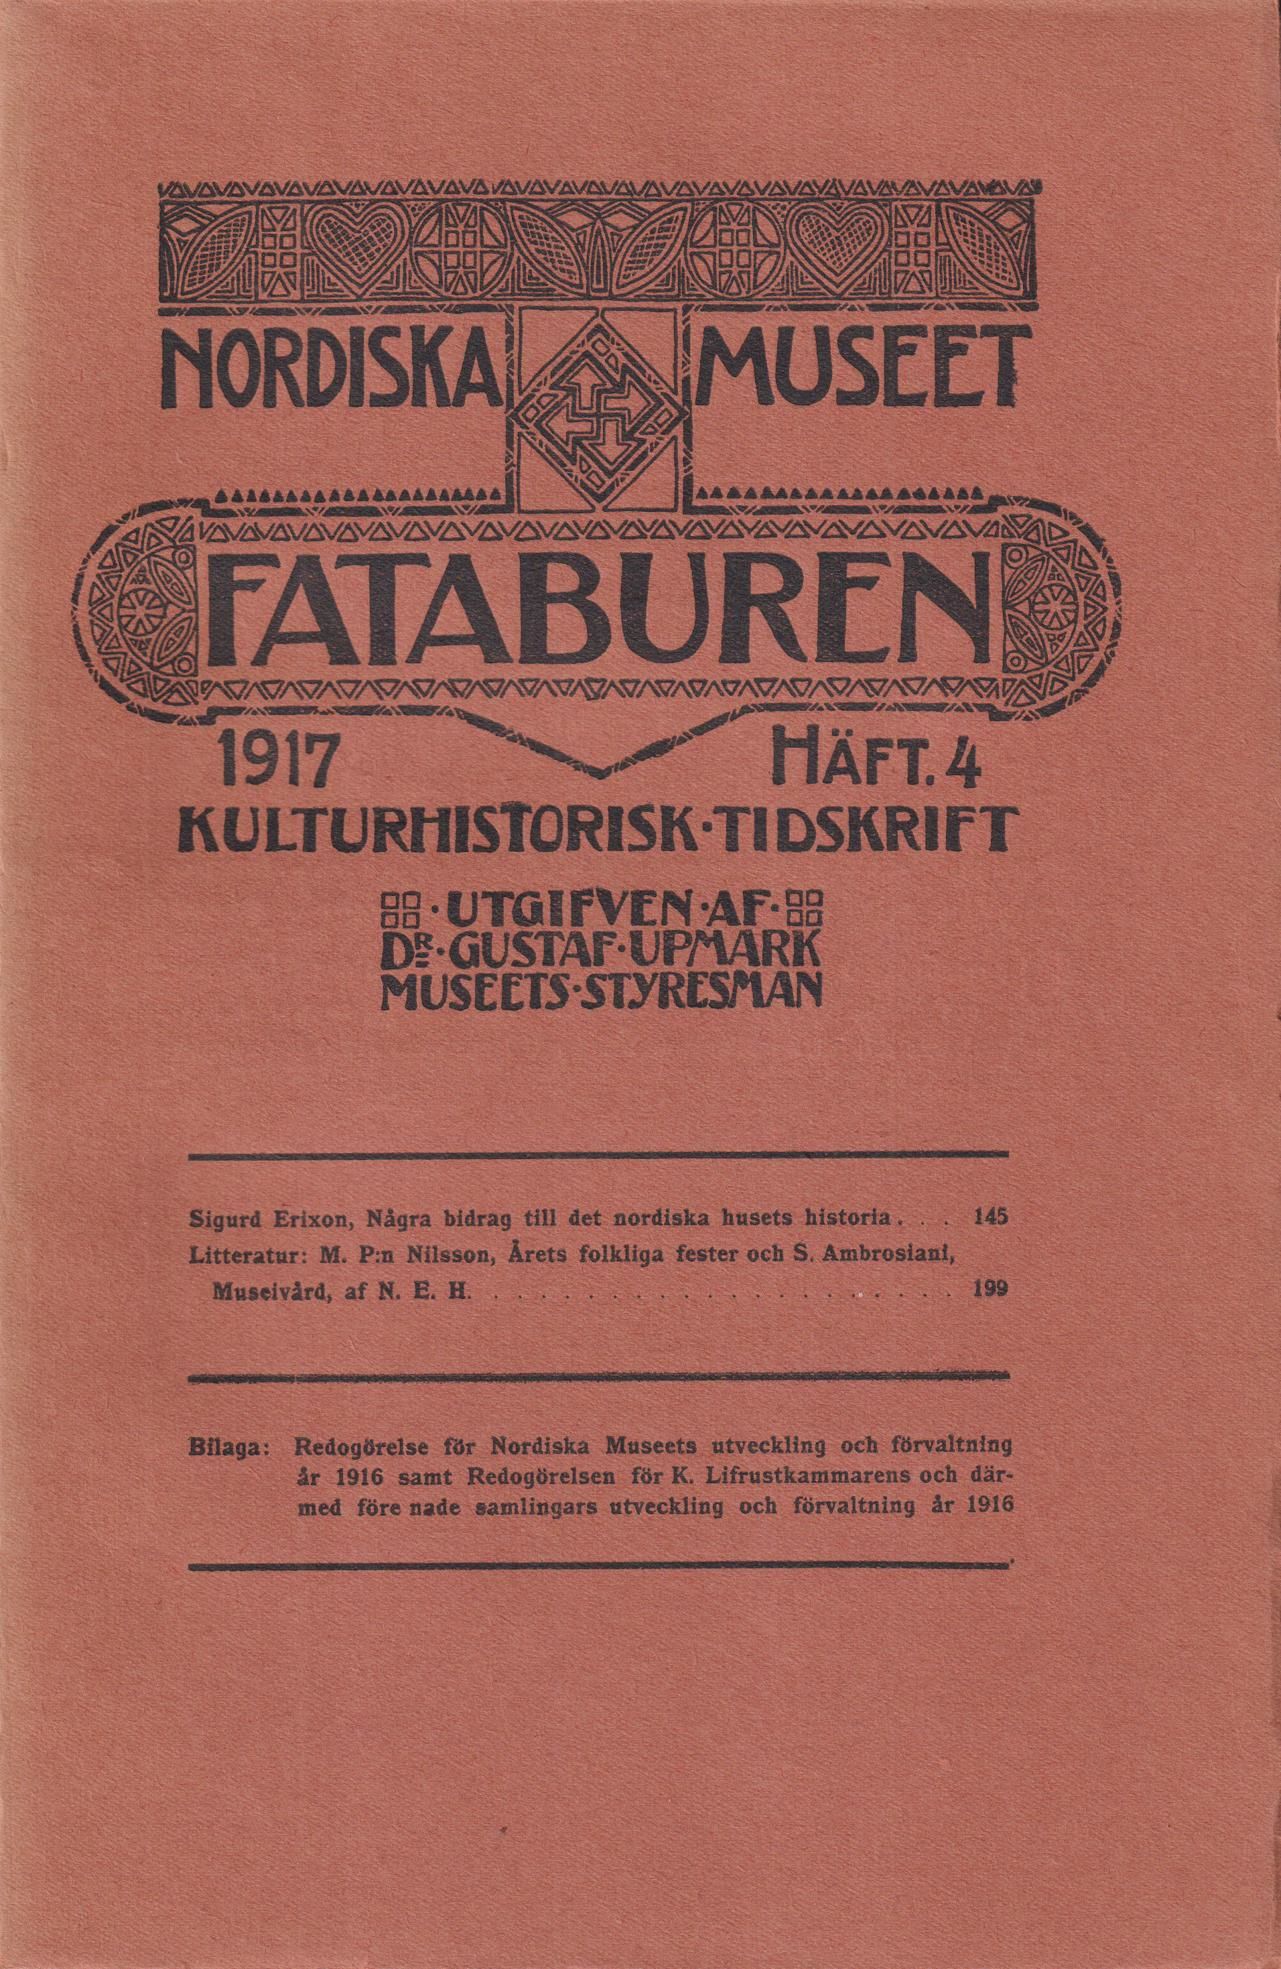 NORDISKA MUSEET
FATABUREN
1917 HÄFT. 4
KULTURHISTORISK·TIDSKRIFT
·UTGIFVEN·AF·
DR·GUSTAF·UPMARK
MUSEETS·STYRESMAN
Sigurd Erixon, Några bidrag till det nordiska husets historia. . . 145
Litteratur: M. P:n Nilsson, Årets folkliga fester och S. Ambrosiani,
Museivård, af N. E. H. . . . . . . . . . . . . . . . . . . . . . 199
Bilaga: Redogörelse för Nordiska Museets utveckling och förvaltning
år 1916 samt Redogörelsen för K. Lifrustkammarens och där-
med före nade samlingars utveckling och förvaltning år 1916